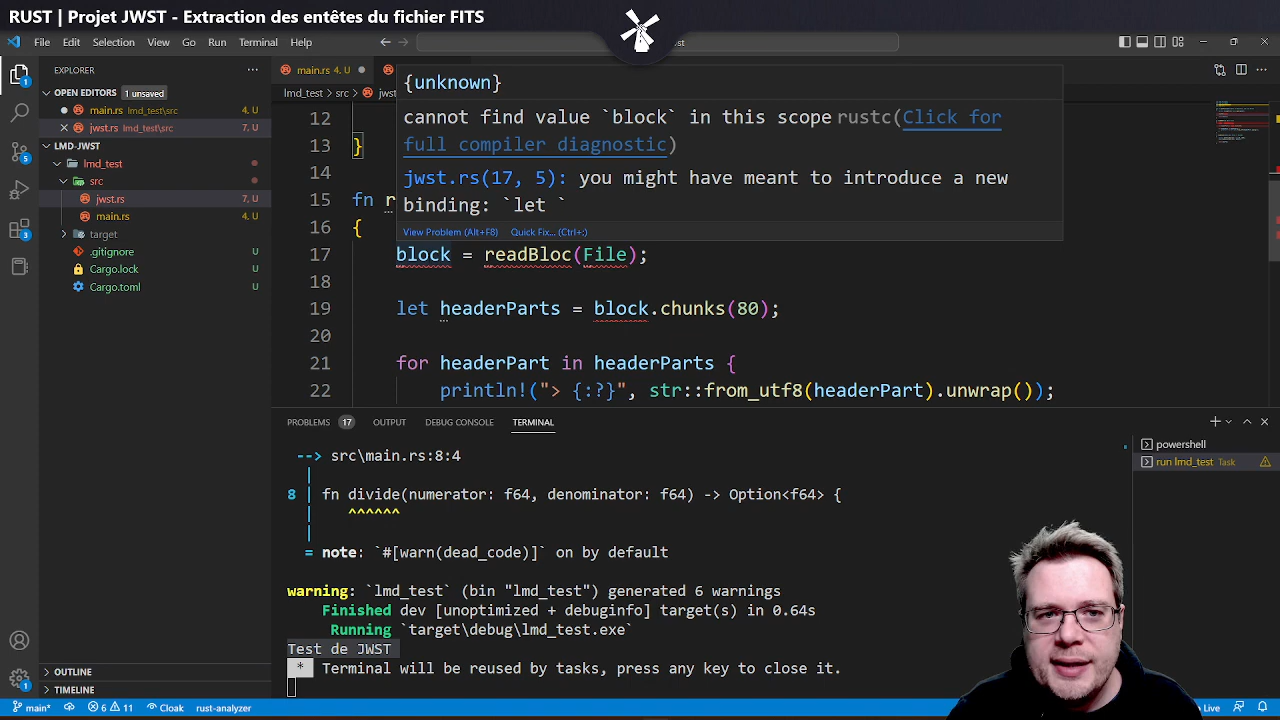 RUST | Projet JWST - Extraction des entêtes du fichier FITS
File Edit Selection View Go Run Terminal Help
st
EXPLORER
OPEN EDITORS 1 unsaved
main.rs lmd_test\src 4, U
jwst.rs lmd_test\src 7, U
LMD-JWST
lmd_test
src
jwst.rs 7, U
main.rs 4, U
target
.gitignore U
Cargo.lock U
Cargo.toml U
OUTLINE
TIMELINE
main.rs 4, U
lmd_test > src > jwst
{unknown}
cannot find value `block` in this scope rustc(Click for
full compiler diagnostic)
jwst.rs(17, 5): you might have meant to introduce a new
binding: `let `
View Problem (Alt+F8) Quick Fix... (Ctrl+:)
12
13 }
14
15 fn r
16 {
17 block = readBloc(File);
18
19 let headerParts = block.chunks(80);
20
21 for headerPart in headerParts {
22 println!("> {:?}", str::from_utf8(headerPart).unwrap());
PROBLEMS 17 OUTPUT DEBUG CONSOLE TERMINAL
--> src\main.rs:8:4
|
8 | fn divide(numerator: f64, denominator: f64) -> Option<f64> {
| ^^^^^^
|
= note: `#[warn(dead_code)]` on by default
warning: `lmd_test` (bin "lmd_test") generated 6 warnings
Finished dev [unoptimized + debuginfo] target(s) in 0.64s
Running `target\debug\lmd_test.exe`
Test de JWST
* Terminal will be reused by tasks, press any key to close it.
powershell
run lmd_test Task
1
5
3
1
main* 6 11 Cloak rust-analyzer
Live